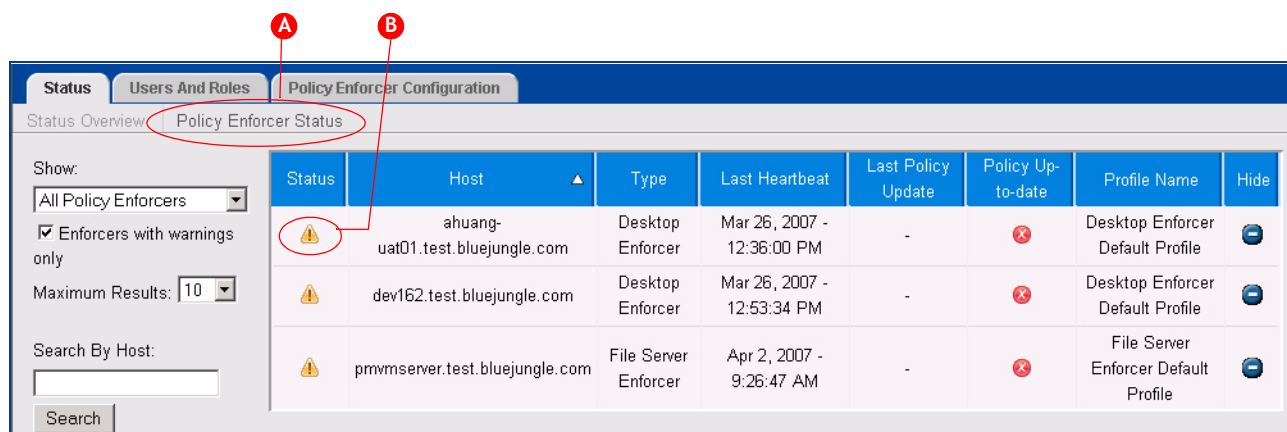 A B
Status Users And Roles Policy Enforcer Configuration
Status Overview Policy Enforcer Status
Show:
All Policy Enforcers
Enforcers with warnings
only
Maximum Results: 10
Search By Host:
Search
Status Host Type Last Heartbeat Last Policy Update Policy Up-to-date Profile Name Hide
ahuang-
uat01.test.bluejungle.com
Desktop
Enforcer
Mar 26, 2007 -
12:36:00 PM
-
Desktop Enforcer
Default Profile
dev162.test.bluejungle.com
Desktop
Enforcer
Mar 26, 2007 -
12:53:34 PM
-
Desktop Enforcer
Default Profile
pmvmserver.test.bluejungle.com
File Server
Enforcer
Apr 2, 2007 -
9:26:47 AM
-
File Server
Enforcer Default
Profile